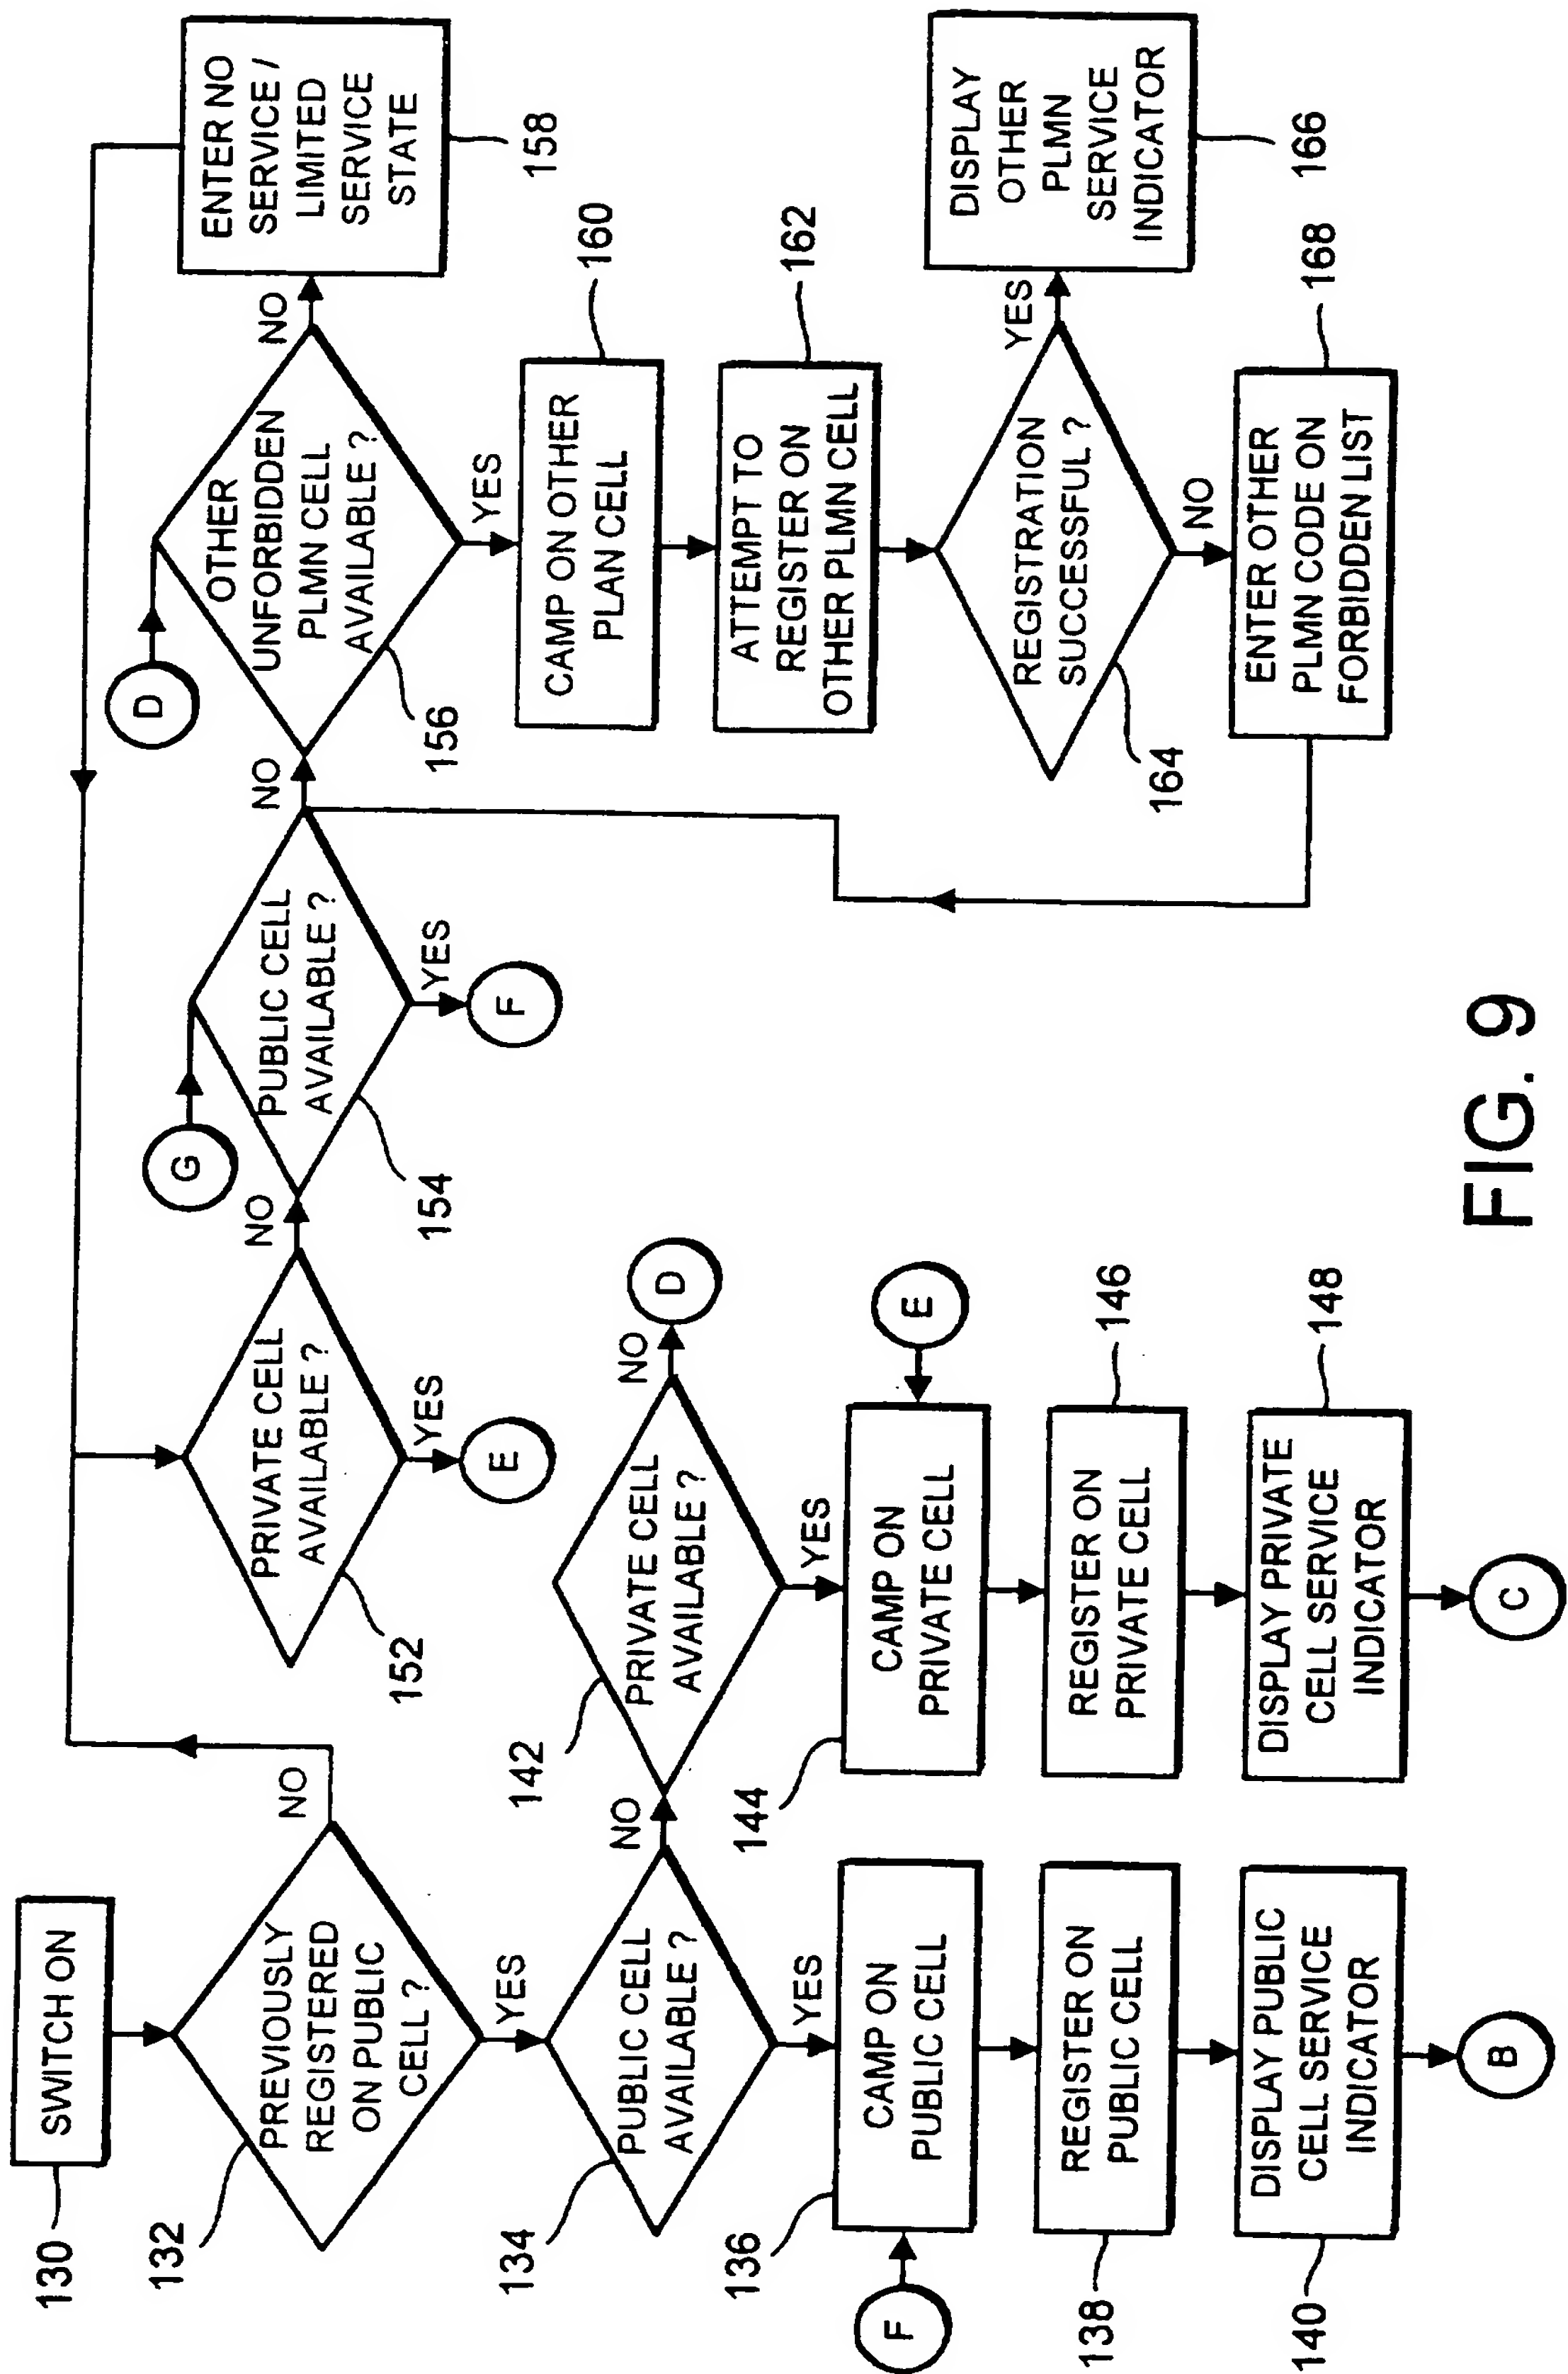 SWITCH ON
130
PREVIOUSLY
REGISTERED
ON PUBLIC
CELL ?
132
NO
YES
PUBLIC CELL
AVAILABLE ?
134
NO
YES
F
CAMP ON
PUBLIC CELL
136
REGISTER ON
PUBLIC CELL
138
DISPLAY PUBLIC
CELL SERVICE
INDICATOR
140
B
PRIVATE CELL
AVAILABLE ?
142
NO
D
YES
CAMP ON
PRIVATE CELL
144
E
REGISTER ON
PRIVATE CELL
146
DISPLAY PRIVATE
CELL SERVICE
INDICATOR
148
C
PRIVATE CELL
AVAILABLE ?
152
NO
YES
E
G
PUBLIC CELL
AVAILABLE ?
154
NO
YES
F
D
OTHER
UNFORBIDDEN
PLMN CELL
AVAILABLE ?
156
NO
YES
ENTER NO
SERVICE /
LIMITED
SERVICE
STATE
158
CAMP ON OTHER
PLAN CELL
160
ATTEMPT TO
REGISTER ON
OTHER PLMN CELL
162
REGISTRATION
SUCCESSFUL ?
164
YES
NO
DISPLAY
OTHER
PLMN
SERVICE
INDICATOR
166
ENTER OTHER
PLMN CODE ON
FORBIDDEN LIST
168
FIG. 9